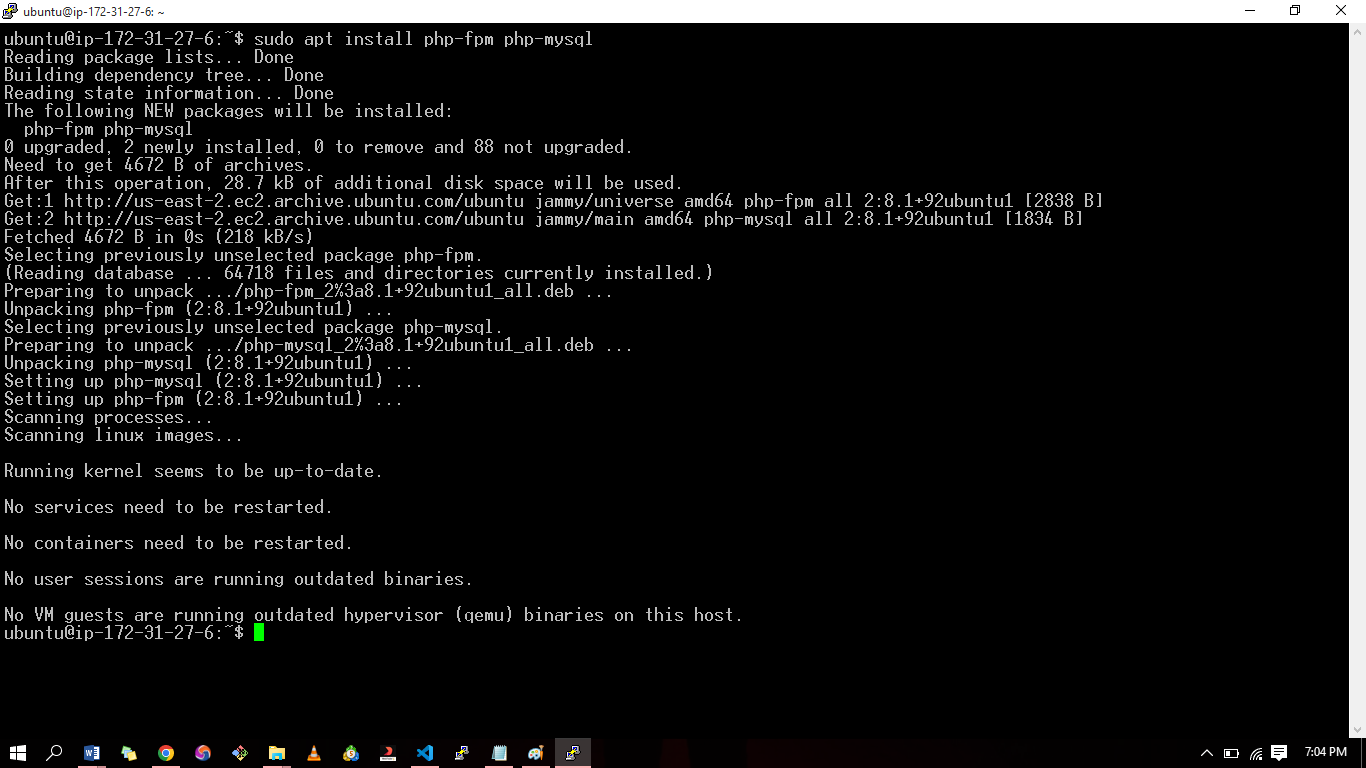 ubuntu@ip-172-31-27-6: ~
ubuntu@ip-172-31-27-6:~$ sudo apt install php-fpm php-mysql
Reading package lists... Done
Building dependency tree... Done
Reading state information... Done
The following NEW packages will be installed:
  php-fpm php-mysql
0 upgraded, 2 newly installed, 0 to remove and 88 not upgraded.
Need to get 4672 B of archives.
After this operation, 28.7 kB of additional disk space will be used.
Get:1 http://us-east-2.ec2.archive.ubuntu.com/ubuntu jammy/universe amd64 php-fpm all 2:8.1+92ubuntu1 [2838 B]
Get:2 http://us-east-2.ec2.archive.ubuntu.com/ubuntu jammy/main amd64 php-mysql all 2:8.1+92ubuntu1 [1834 B]
Fetched 4672 B in 0s (218 kB/s)
Selecting previously unselected package php-fpm.
(Reading database ... 64718 files and directories currently installed.)
Preparing to unpack .../php-fpm_2%3a8.1+92ubuntu1_all.deb ...
Unpacking php-fpm (2:8.1+92ubuntu1) ...
Selecting previously unselected package php-mysql.
Preparing to unpack .../php-mysql_2%3a8.1+92ubuntu1_all.deb ...
Unpacking php-mysql (2:8.1+92ubuntu1) ...
Setting up php-mysql (2:8.1+92ubuntu1) ...
Setting up php-fpm (2:8.1+92ubuntu1) ...
Scanning processes...
Scanning linux images...
Running kernel seems to be up-to-date.
No services need to be restarted.
No containers need to be restarted.
No user sessions are running outdated binaries.
No VM guests are running outdated hypervisor (qemu) binaries on this host.
ubuntu@ip-172-31-27-6:~$
7:04 PM